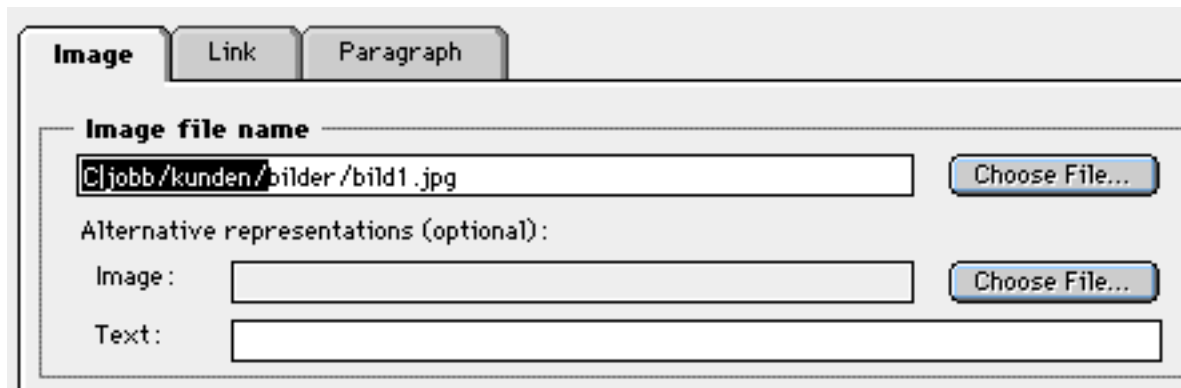 Image Link Paragraph
Image file name
C|jobb/kunden/bilder/bild1.jpg Choose File...
Alternative representations (optional):
Image: Choose File...
Text: